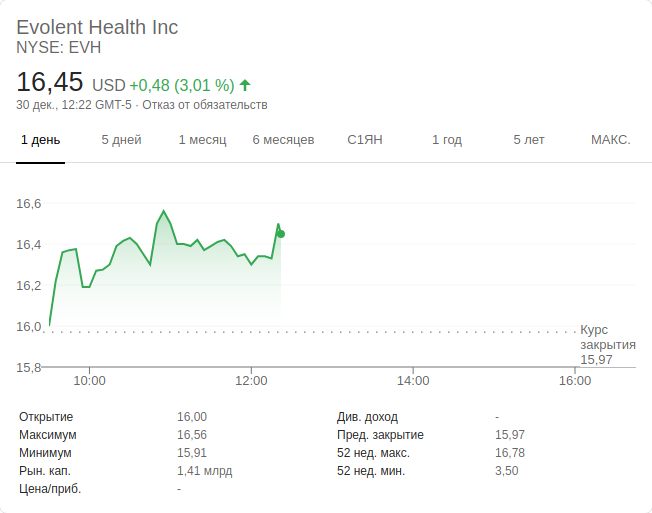 Evolent Health Inc
NYSE: EVH
16,45 USD +0,48 (3,01 %)
30 дек., 12:22 GMT-5 · Отказ от обязательств
1 день 5 дней 1 месяц 6 месяцев С1ЯН 1 год 5 лет МАКС.
16,6
16,4
16,2
16,0
15,8
Курс
закрытия
15,97
10:00 12:00 14:00 16:00
Открытие 16,00 Див. доход -
Максимум 16,56 Пред. закрытие 15,97
Минимум 15,91 52 нед. макс. 16,78
Рын. кап. 1,41 млрд 52 нед. мин. 3,50
Цена/приб. -